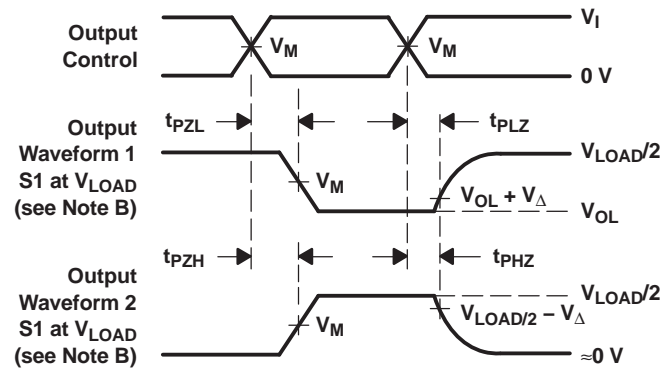 Output
Control
V_M
V_M
V_I
0 V
t_PZL
t_PLZ
Output
Waveform 1
S1 at V_LOAD
(see Note B)
V_M
V_LOAD/2
V_OL + V_Δ
V_OL
t_PZH
t_PHZ
Output
Waveform 2
S1 at V_LOAD
(see Note B)
V_M
V_LOAD/2
V_LOAD/2 − V_Δ
≈0 V